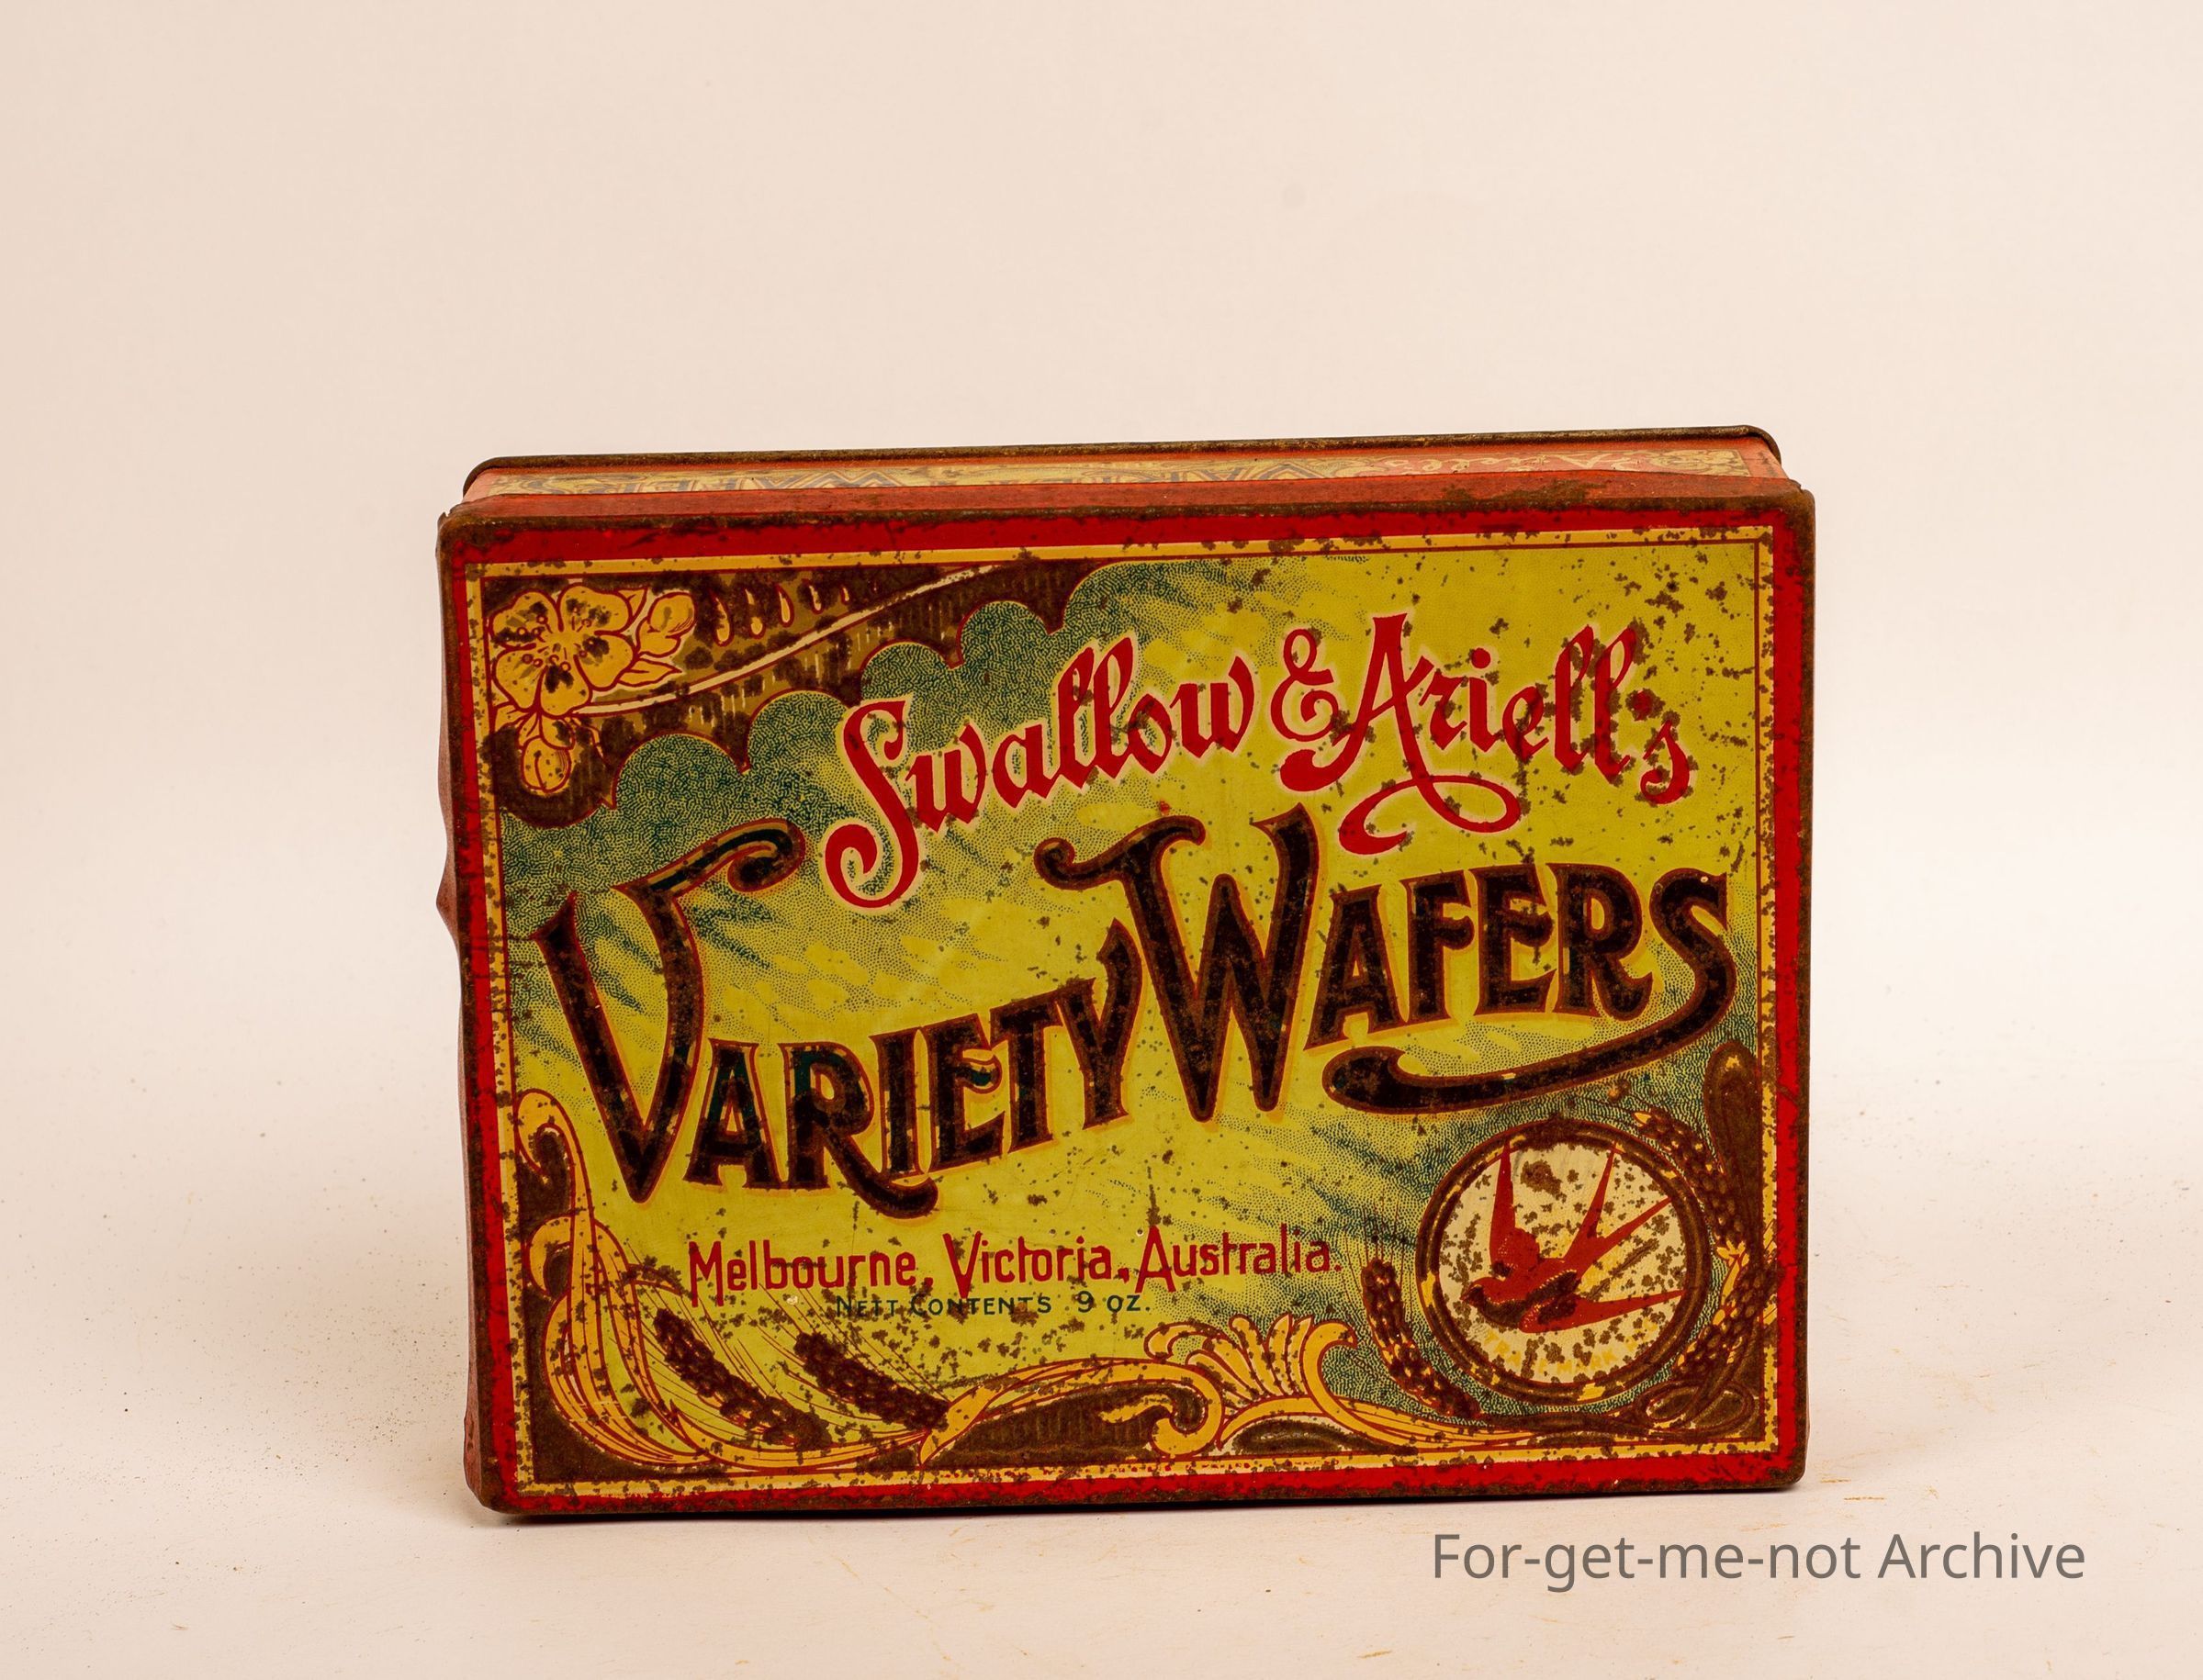 Swallow & Ariell's
VARIETY WAFERS
Melbourne, Victoria, Australia.
NETT CONTENTS 9 OZ.
For-get-me-not Archive